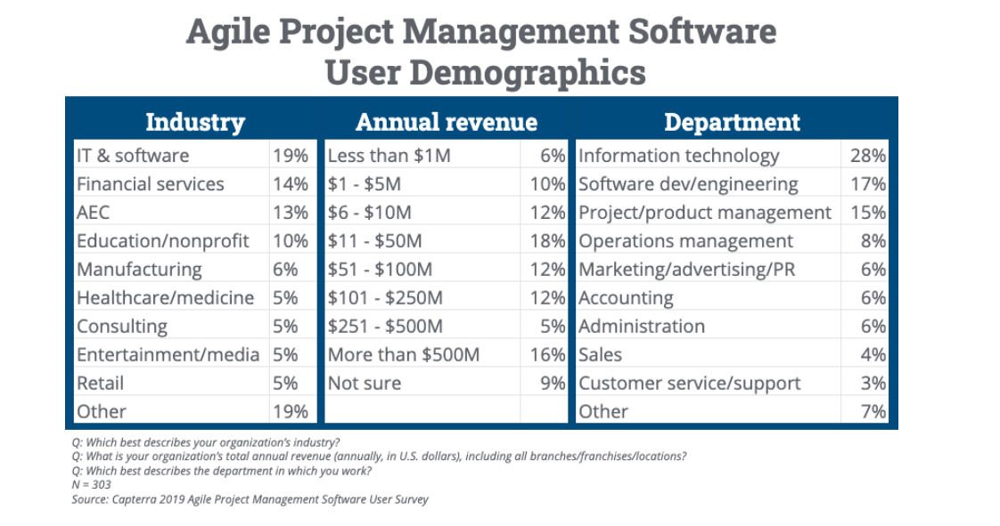 Agile Project Management Software
User Demographics
Industry Annual revenue Department
IT & software 19% Less than $1M 6% Information technology 28%
Financial services 14% $1 - $5M 10% Software dev/engineering 17%
AEC 13% $6 - $10M 12% Project/product management 15%
Education/nonprofit 10% $11 - $50M 18% Operations management 8%
Manufacturing 6% $51 - $100M 12% Marketing/advertising/PR 6%
Healthcare/medicine 5% $101 - $250M 12% Accounting 6%
Consulting 5% $251 - $500M 5% Administration 6%
Entertainment/media 5% More than $500M 16% Sales 4%
Retail 5% Not sure 9% Customer service/support 3%
Other 19% Other 7%
Q: Which best describes your organization's industry?
Q: What is your organization's total annual revenue (annually, in U.S. dollars), including all branches/franchises/locations?
Q: Which best describes the department in which you work?
N = 303
Source: Capterra 2019 Agile Project Management Software User Survey